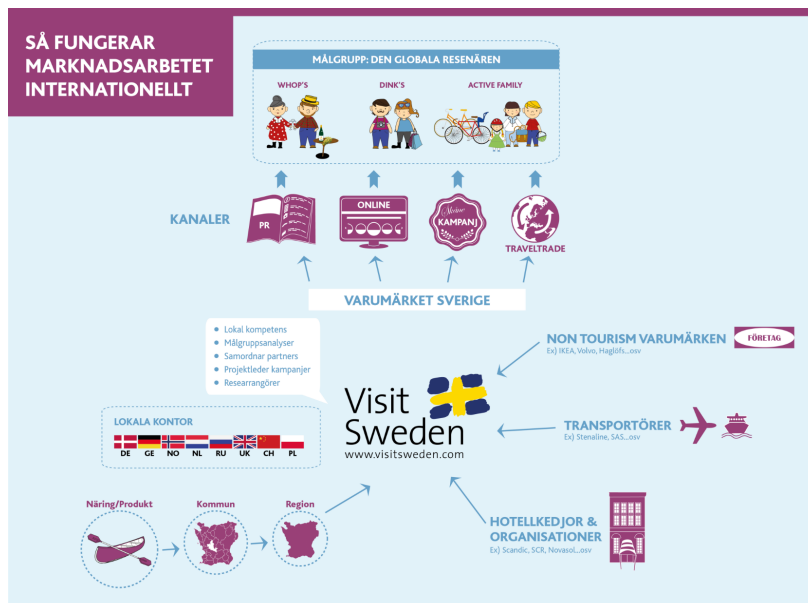 SÅ FUNGERAR
MARKNADSARBETET
INTERNATIONELLT
MÅLGRUPP: DEN GLOBALA RESENÄREN
WHOP'S
DINK'S
ACTIVE FAMILY
KANALER
PR
ONLINE
KAMPANJ
TRAVELTRADE
VARUMÄRKET SVERIGE
Lokal kompetens
Målgruppsanalyser
Samordnar partners
Projektleder kampanjer
Researrangörer
NON TOURISM VARUMÄRKEN
Ex) IKEA, Volvo, Haglöfs...osv
FÖRETAG
Visit
Sweden
www.visitsweden.com
LOKALA KONTOR
DE GE NO NL RU UK CH PL
TRANSPORTÖRER
Ex) Stenaline, SAS...osv
Näring/Produkt
Kommun
Region
HOTELLKEDJOR &
ORGANISATIONER
Ex) Scandic, SCR, Novasol...osv